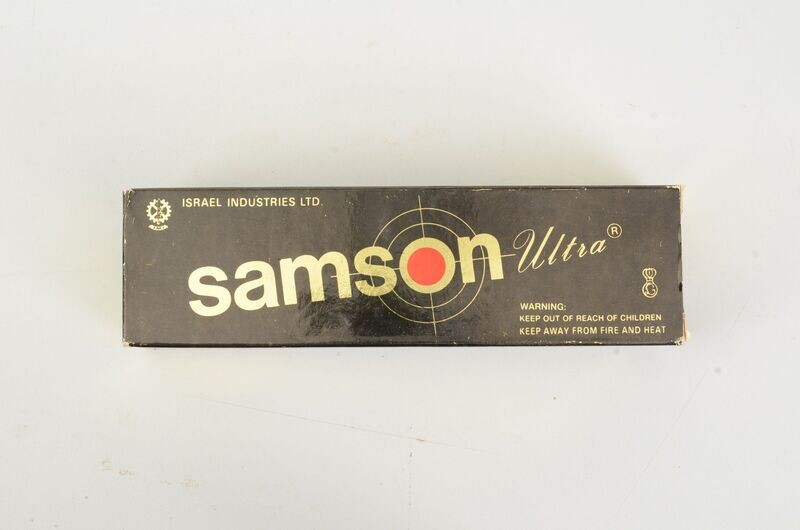 ISRAEL INDUSTRIES LTD.
samson Ultra ®
WARNING:
KEEP OUT OF REACH OF CHILDREN
KEEP AWAY FROM FIRE AND HEAT